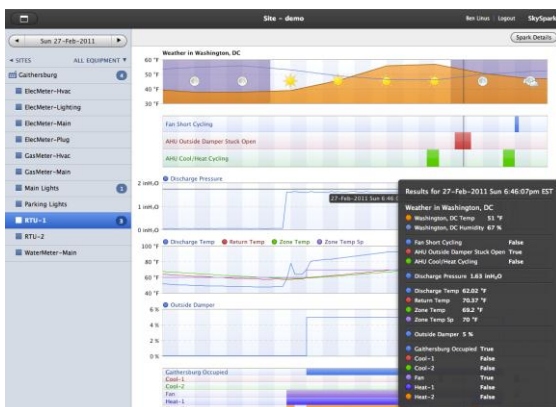 Site - demo
Ben Linus Logout SkySpark
Sun 27-Feb-2011
Spark Details
SITES ALL EQUIPMENT
Gaithersburg 6
ElecMeter-Hvac
ElecMeter-Lighting
ElecMeter-Main
ElecMeter-Plug
GasMeter-Hvac
GasMeter-Main
Main Lights 1
Parking Lights
RTU-1 3
RTU-2
WaterMeter-Main
Weather in Washington, DC
60 °F
50 °F
40 °F
30 °F
Fan Short Cycling
AHU Outside Damper Stuck Open
AHU Cool/Heat Cycling
Discharge Pressure
2 inH₂O
1 inH₂O
0 inH₂O
27-Feb-2011 Sun 6:46:0
Discharge Temp Return Temp Zone Temp Zone Temp Sp
100 °F
80 °F
60 °F
40 °F
Outside Damper
6 %
4 %
2 %
0 %
Gaithersburg Occupied
Cool-1
Cool-2
Fan
Heat-1
Results for 27-Feb-2011 Sun 6:46:07pm EST
Weather in Washington, DC
Washington, DC Temp 51 °F
Washington, DC Humidity 67 %
Fan Short Cycling False
AHU Outside Damper Stuck Open True
AHU Cool/Heat Cycling False
Discharge Pressure 1.63 inH₂O
Discharge Temp 62.02 °F
Return Temp 70.37 °F
Zone Temp 69.2 °F
Zone Temp Sp 70 °F
Outside Damper 5 %
Gaithersburg Occupied True
Cool-1 False
Cool-2 False
Fan True
Heat-1 False
Heat-2 False